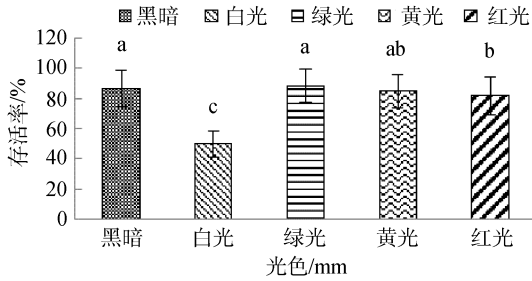 黑暗 白光 绿光 黄光 红光
120
100
80
60
40
20
0
存活率/%
a
c
a
ab
b
黑暗 白光 绿光 黄光 红光
光色/mm